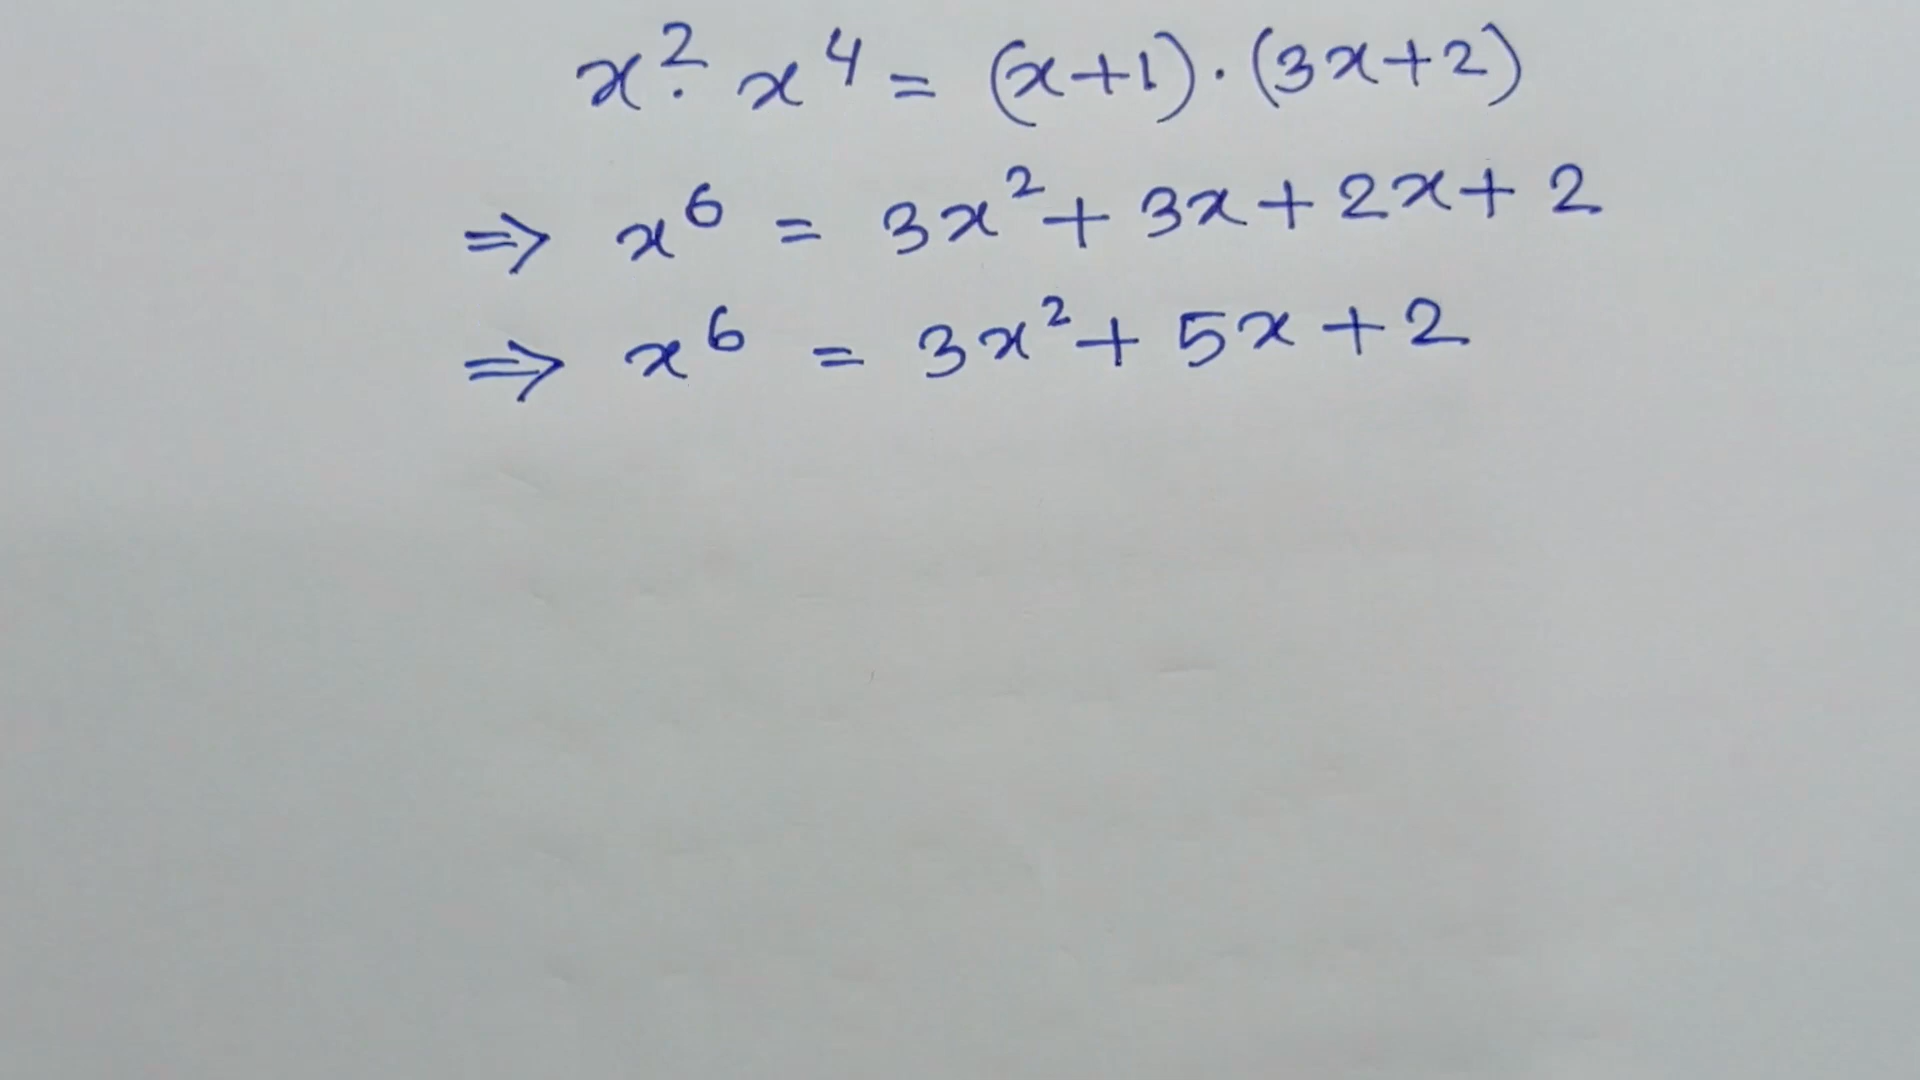 x². x⁴ = (x+1)·(3x+2)
⇒ x⁶ = 3x²+3x+2x+2
⇒ x⁶ = 3x²+5x+2